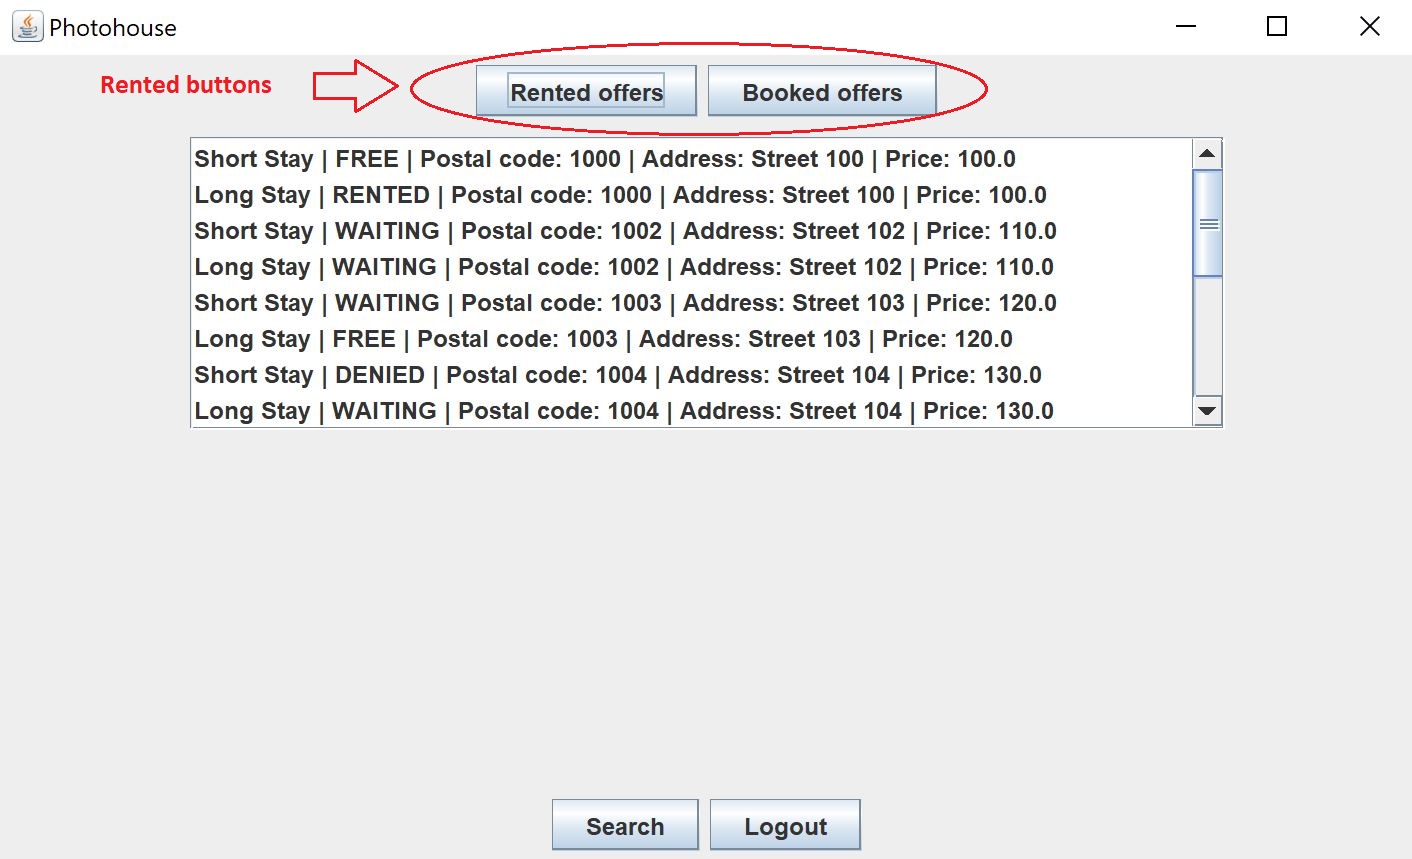 Photohouse
Rented buttons
Rented offers Booked offers
Short Stay | FREE | Postal code: 1000 | Address: Street 100 | Price: 100.0
Long Stay | RENTED | Postal code: 1000 | Address: Street 100 | Price: 100.0
Short Stay | WAITING | Postal code: 1002 | Address: Street 102 | Price: 110.0
Long Stay | WAITING | Postal code: 1002 | Address: Street 102 | Price: 110.0
Short Stay | WAITING | Postal code: 1003 | Address: Street 103 | Price: 120.0
Long Stay | FREE | Postal code: 1003 | Address: Street 103 | Price: 120.0
Short Stay | DENIED | Postal code: 1004 | Address: Street 104 | Price: 130.0
Long Stay | WAITING | Postal code: 1004 | Address: Street 104 | Price: 130.0
Search Logout